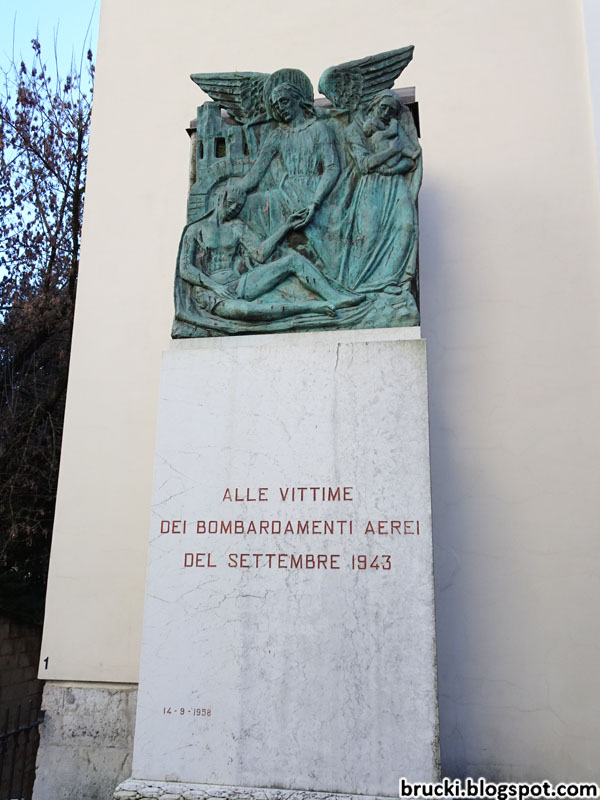 ALLE VITTIME
DEI BOMBARDAMENTI AEREI
DEL SETTEMBRE 1943
1
14-9-1958
brucki.blogspot.com